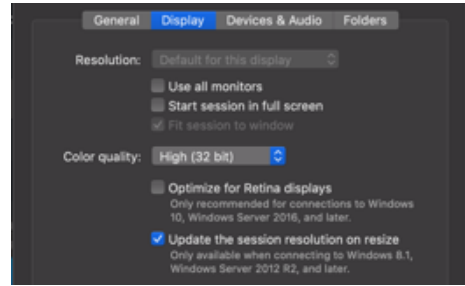 General Display Devices & Audio Folders
Resolution: Default for this display
Use all monitors
Start session in full screen
Fit session to window
Color quality: High (32 bit)
Optimize for Retina displays
Only recommended for connections to Windows
10, Windows Server 2016, and later.
Update the session resolution on resize
Only available when connecting to Windows 8.1,
Windows Server 2012 R2, and later.